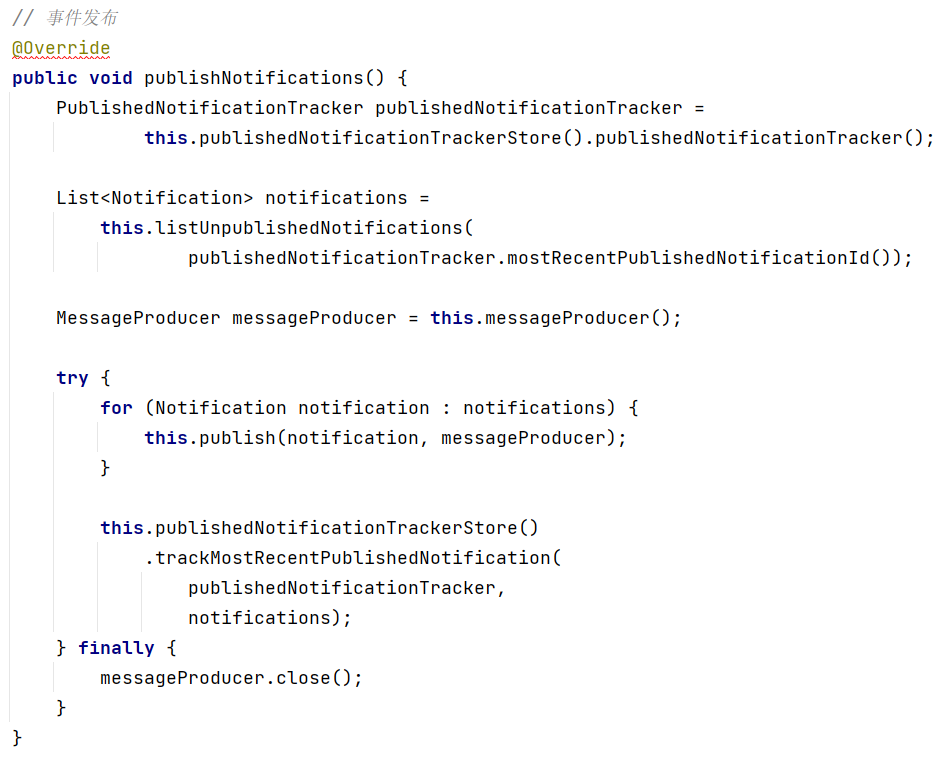 // 事件发布
@Override
public void publishNotifications() {
    PublishedNotificationTracker publishedNotificationTracker =
            this.publishedNotificationTrackerStore().publishedNotificationTracker();

    List<Notification> notifications =
        this.listUnpublishedNotifications(
                publishedNotificationTracker.mostRecentPublishedNotificationId());

    MessageProducer messageProducer = this.messageProducer();

    try {
        for (Notification notification : notifications) {
            this.publish(notification, messageProducer);
        }

        this.publishedNotificationTrackerStore()
            .trackMostRecentPublishedNotification(
                publishedNotificationTracker,
                notifications);
    } finally {
        messageProducer.close();
    }
}